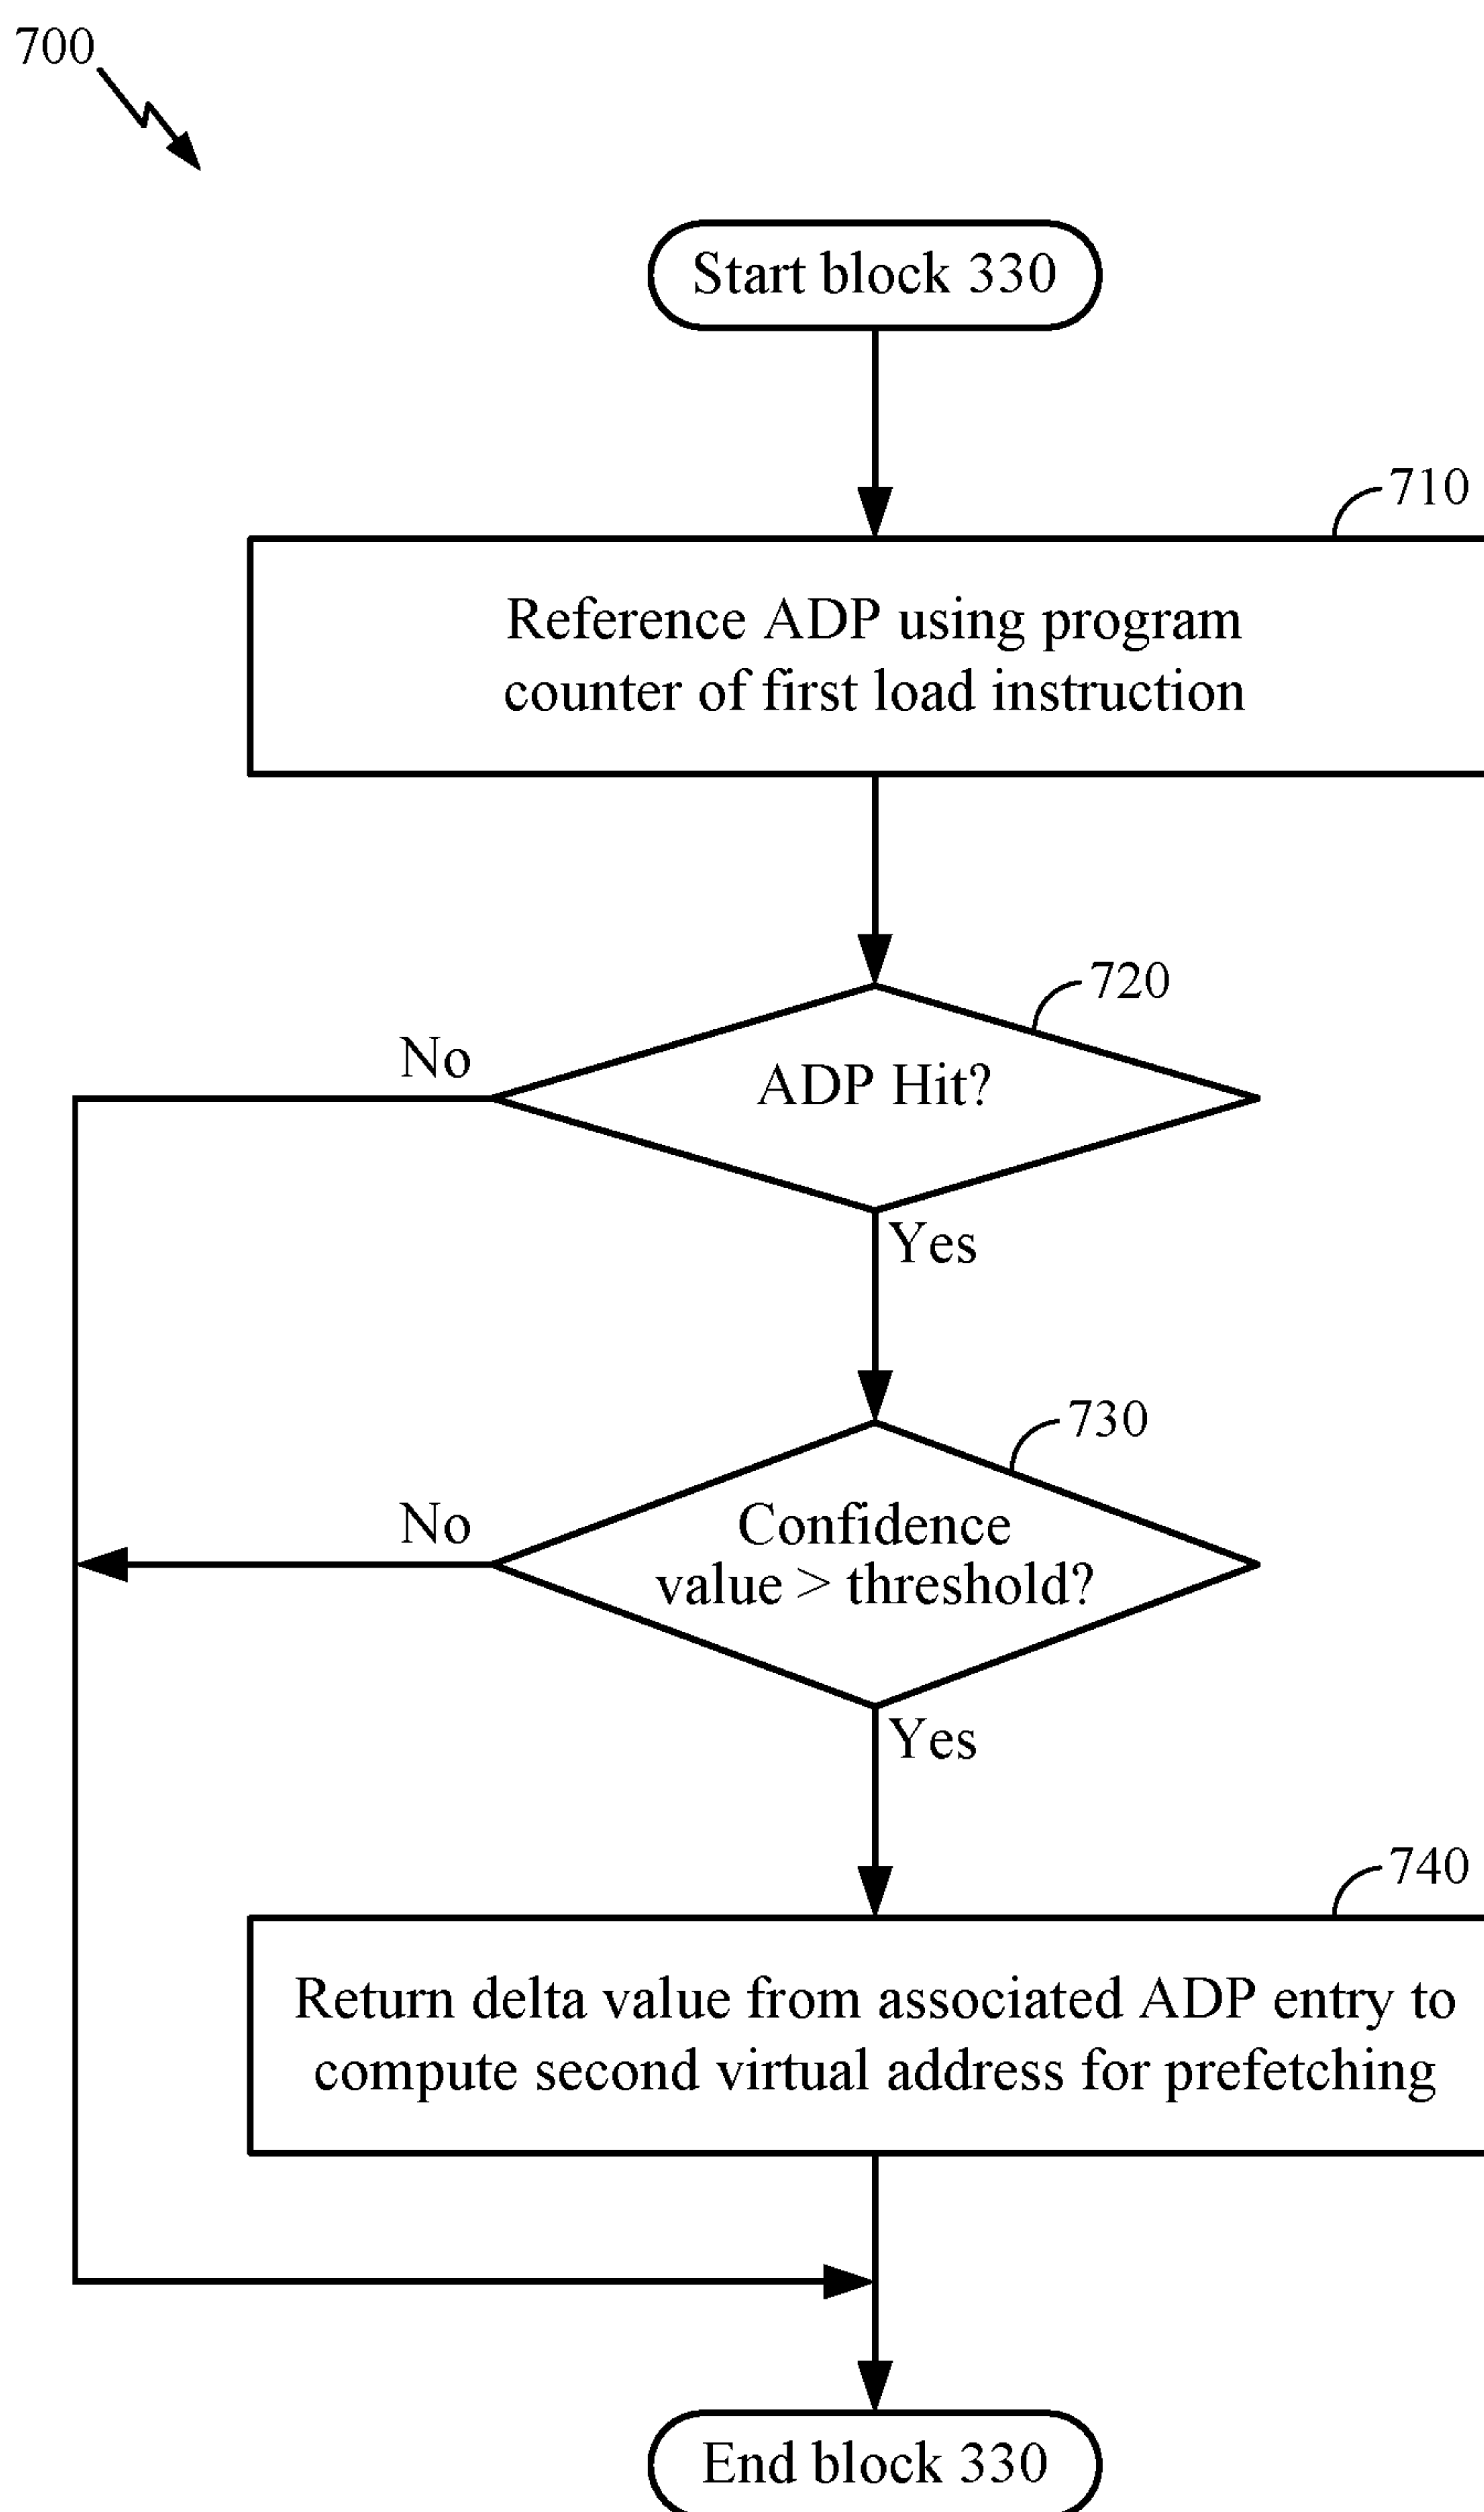 700
Start block 330
710
Reference ADP using program
counter of first load instruction
720
No
ADP Hit?
Yes
730
No
Confidence
value > threshold?
Yes
740
Return delta value from associated ADP entry to
compute second virtual address for prefetching
End block 330